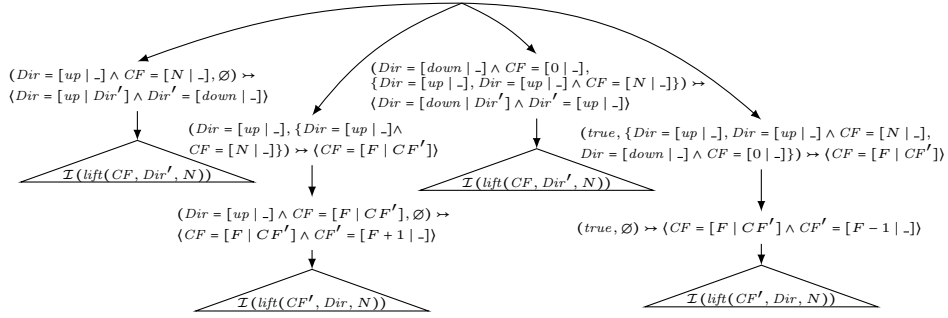 (Dir = [up | _] ∧ CF = [N | _], ∅) ↣
⟨Dir = [up | Dir′] ∧ Dir′ = [down | _]⟩
ℐ(lift(CF, Dir′, N))
(Dir = [up | _], {Dir = [up | _]∧
CF = [N | _]}) ↣ ⟨CF = [F | CF′]⟩
(Dir = [up | _] ∧ CF = [F | CF′], ∅) ↣
⟨CF = [F | CF′] ∧ CF′ = [F + 1 | _]⟩
ℐ(lift(CF′, Dir, N))
(Dir = [down | _] ∧ CF = [0 | _],
{Dir = [up | _], Dir = [up | _] ∧ CF = [N | _]}) ↣
⟨Dir = [down | Dir′] ∧ Dir′ = [up | _]⟩
ℐ(lift(CF, Dir′, N))
(true, {Dir = [up | _], Dir = [up | _] ∧ CF = [N | _],
Dir = [down | _] ∧ CF = [0 | _]}) ↣ ⟨CF = [F | CF′]⟩
(true, ∅) ↣ ⟨CF = [F | CF′] ∧ CF′ = [F − 1 | _]⟩
ℐ(lift(CF′, Dir, N))